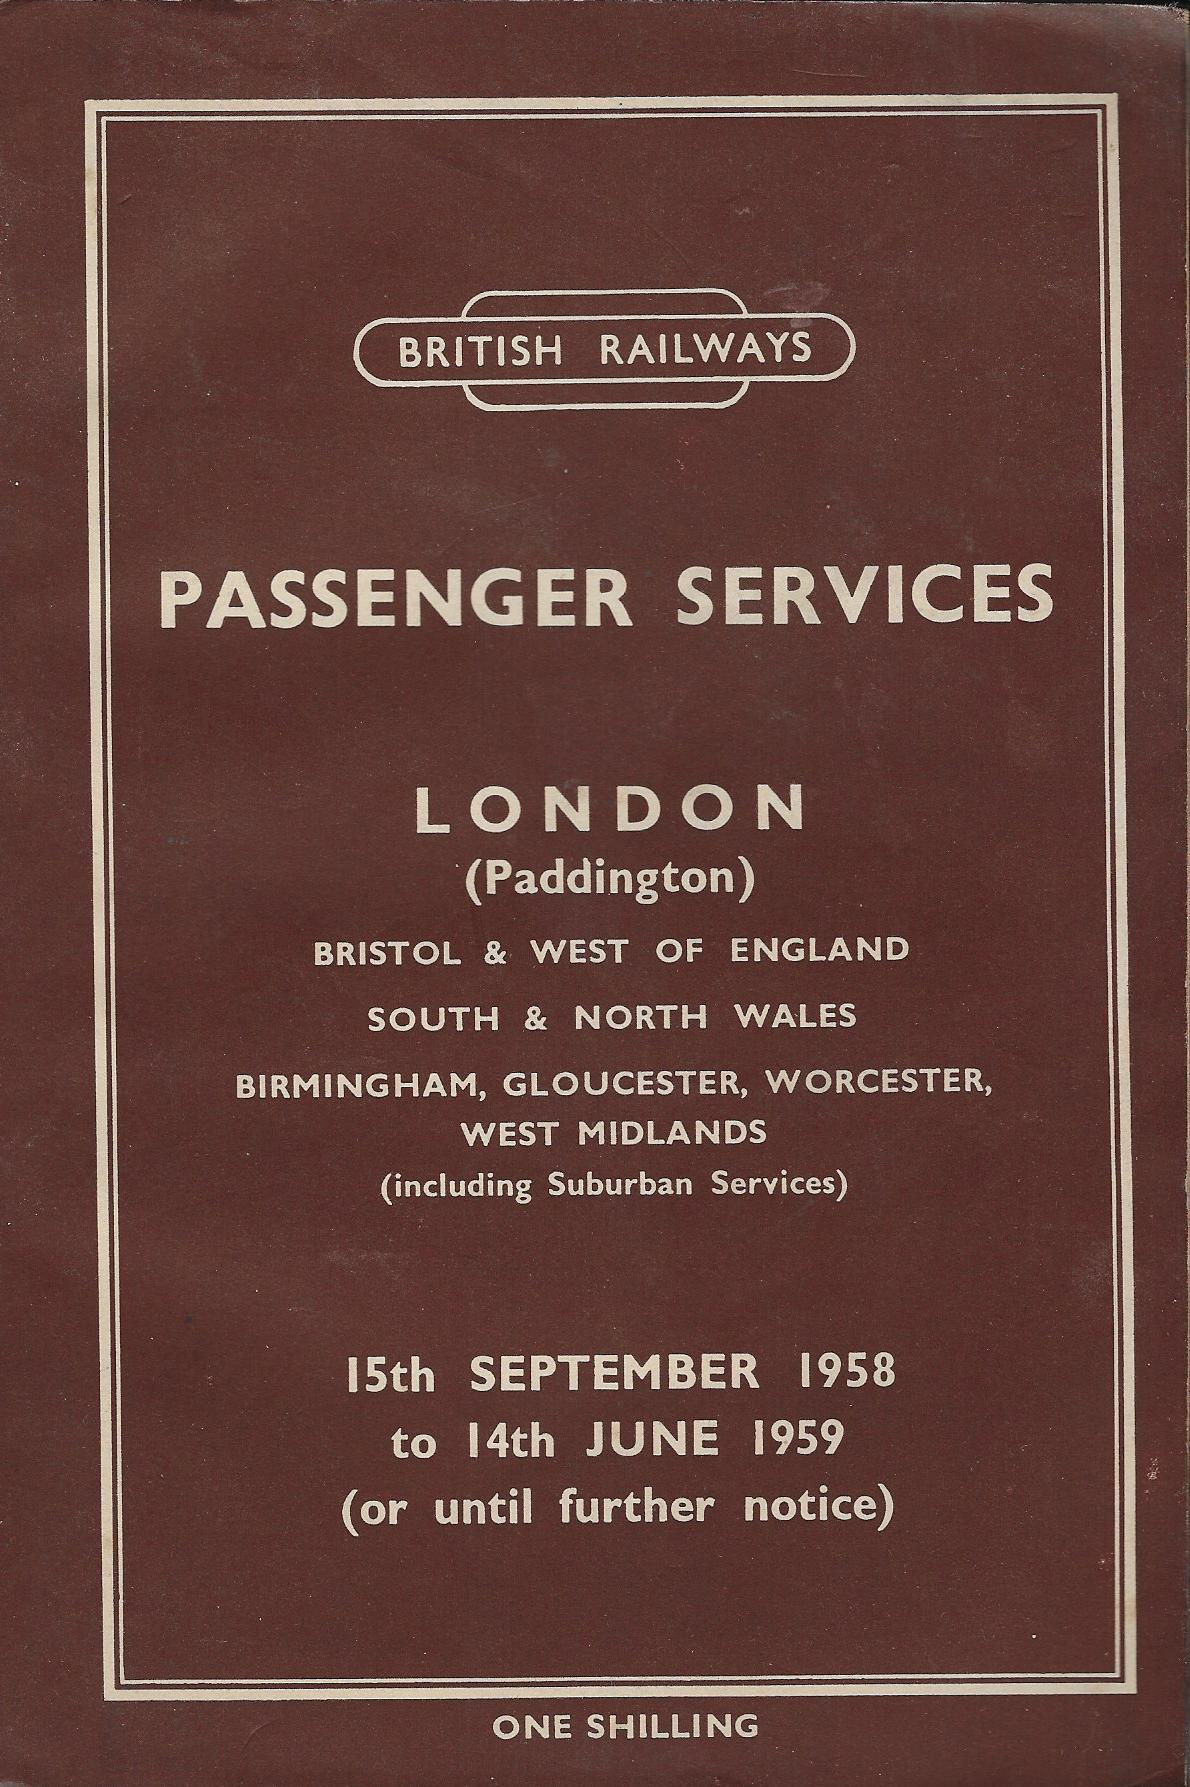 BRITISH RAILWAYS
PASSENGER SERVICES
LONDON
(Paddington)
BRISTOL & WEST OF ENGLAND
SOUTH & NORTH WALES
BIRMINGHAM, GLOUCESTER, WORCESTER,
WEST MIDLANDS
(including Suburban Services)
15th SEPTEMBER 1958
to 14th JUNE 1959
(or until further notice)
ONE SHILLING